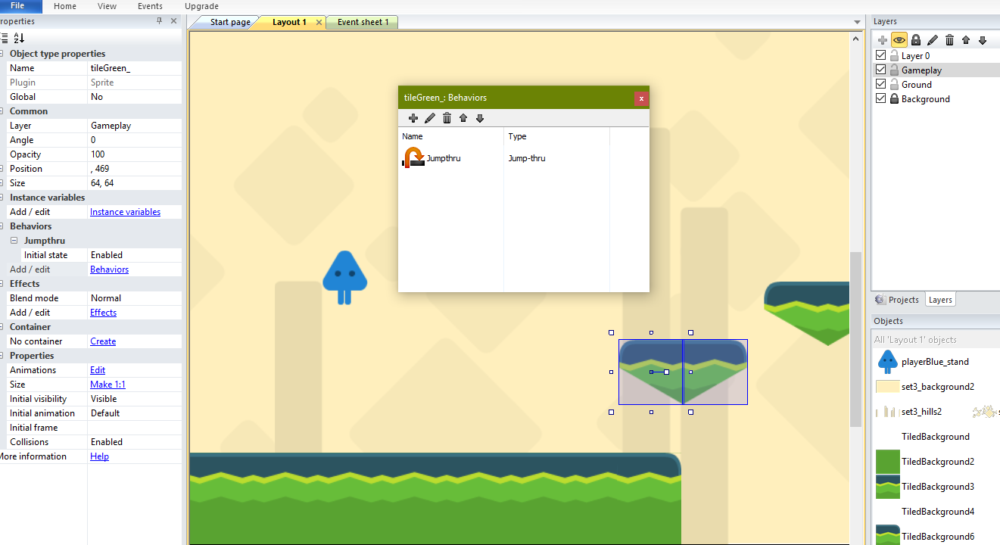 File Home View Events Upgrade
roperties
Start page Layout 1 Event sheet 1
Layers
Object type properties
Name tileGreen_
Plugin Sprite
Global No
Common
Layer Gameplay
Angle 0
Opacity 100
Position , 469
Size 64, 64
Instance variables
Add / edit Instance variables
Behaviors
Jumpthru
Initial state Enabled
Add / edit Behaviors
Effects
Blend mode Normal
Add / edit Effects
Container
No container Create
Properties
Animations Edit
Size Make 1:1
Initial visibility Visible
Initial animation Default
Initial frame
Collisions Enabled
More information Help
tileGreen_: Behaviors x
Name Type
Jumpthru Jump-thru
Layer 0
Gameplay
Ground
Background
Projects Layers
Objects
All 'Layout 1' objects
playerBlue_stand
set3_background2
set3_hills2
TiledBackground
TiledBackground2
TiledBackground3
TiledBackground4
TiledBackground6